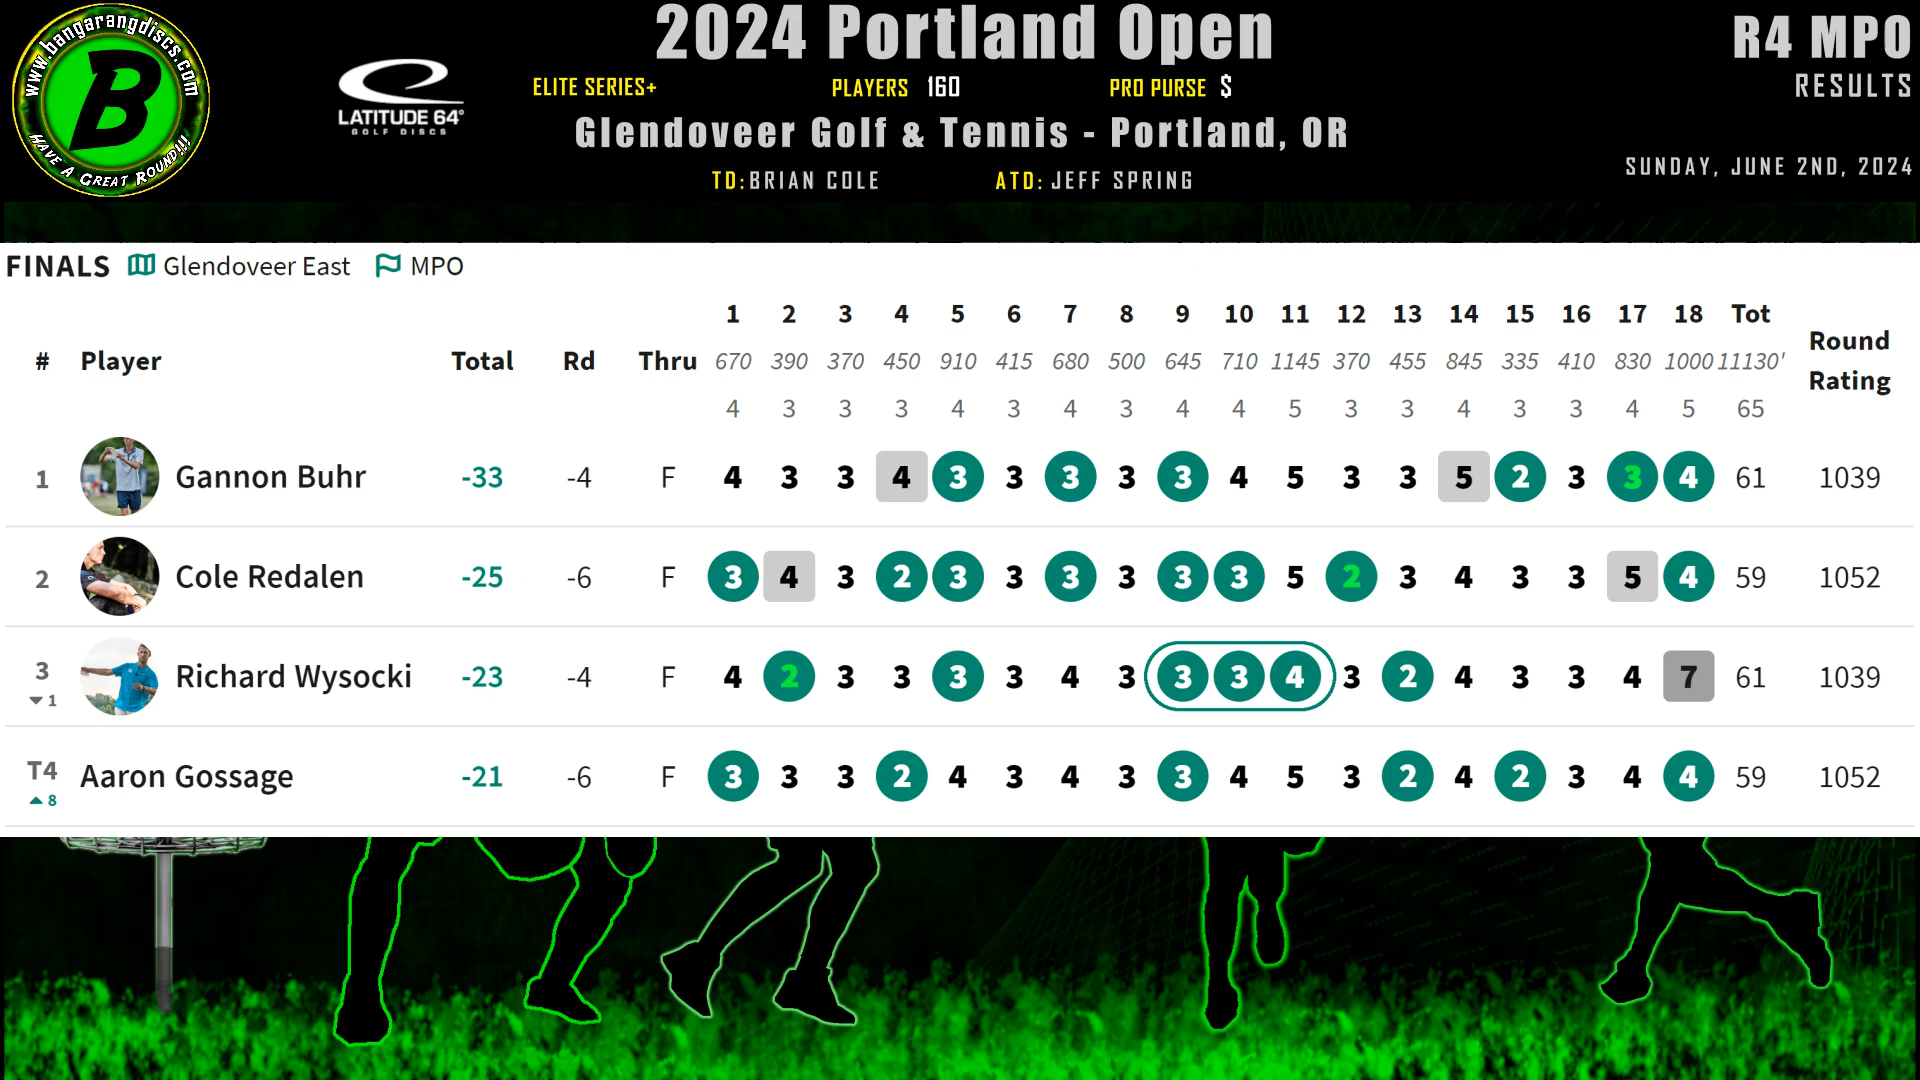 www.bangarangdiscs.com
B
HAVE A GREAT ROUND!!!
LATITUDE 64°
GOLF DISCS
2024 Portland Open
ELITE SERIES+ PLAYERS 160 PRO PURSE $
Glendoveer Golf & Tennis - Portland, OR
TD: BRIAN COLE ATD: JEFF SPRING
R4 MPO
RESULTS
SUNDAY, JUNE 2ND, 2024
FINALS Glendoveer East MPO
1 2 3 4 5 6 7 8 9 10 11 12 13 14 15 16 17 18 Tot Round Rating
# Player Total Rd Thru 670 390 370 450 910 415 680 500 645 710 1145 370 455 845 335 410 830 1000 11130'
4 3 3 3 4 3 4 3 4 4 5 3 3 4 3 3 4 5 65
1 Gannon Buhr -33 -4 F 4 3 3 4 3 3 3 3 3 4 5 3 3 5 2 3 3 4 61 1039
2 Cole Redalen -25 -6 F 3 4 3 2 3 3 3 3 3 3 5 2 3 4 3 3 5 4 59 1052
3 ▼ 1 Richard Wysocki -23 -4 F 4 2 3 3 3 3 4 3 3 3 4 3 2 4 3 3 4 7 61 1039
T4 ▲ 8 Aaron Gossage -21 -6 F 3 3 3 2 4 3 4 3 3 4 5 3 2 4 2 3 4 4 59 1052